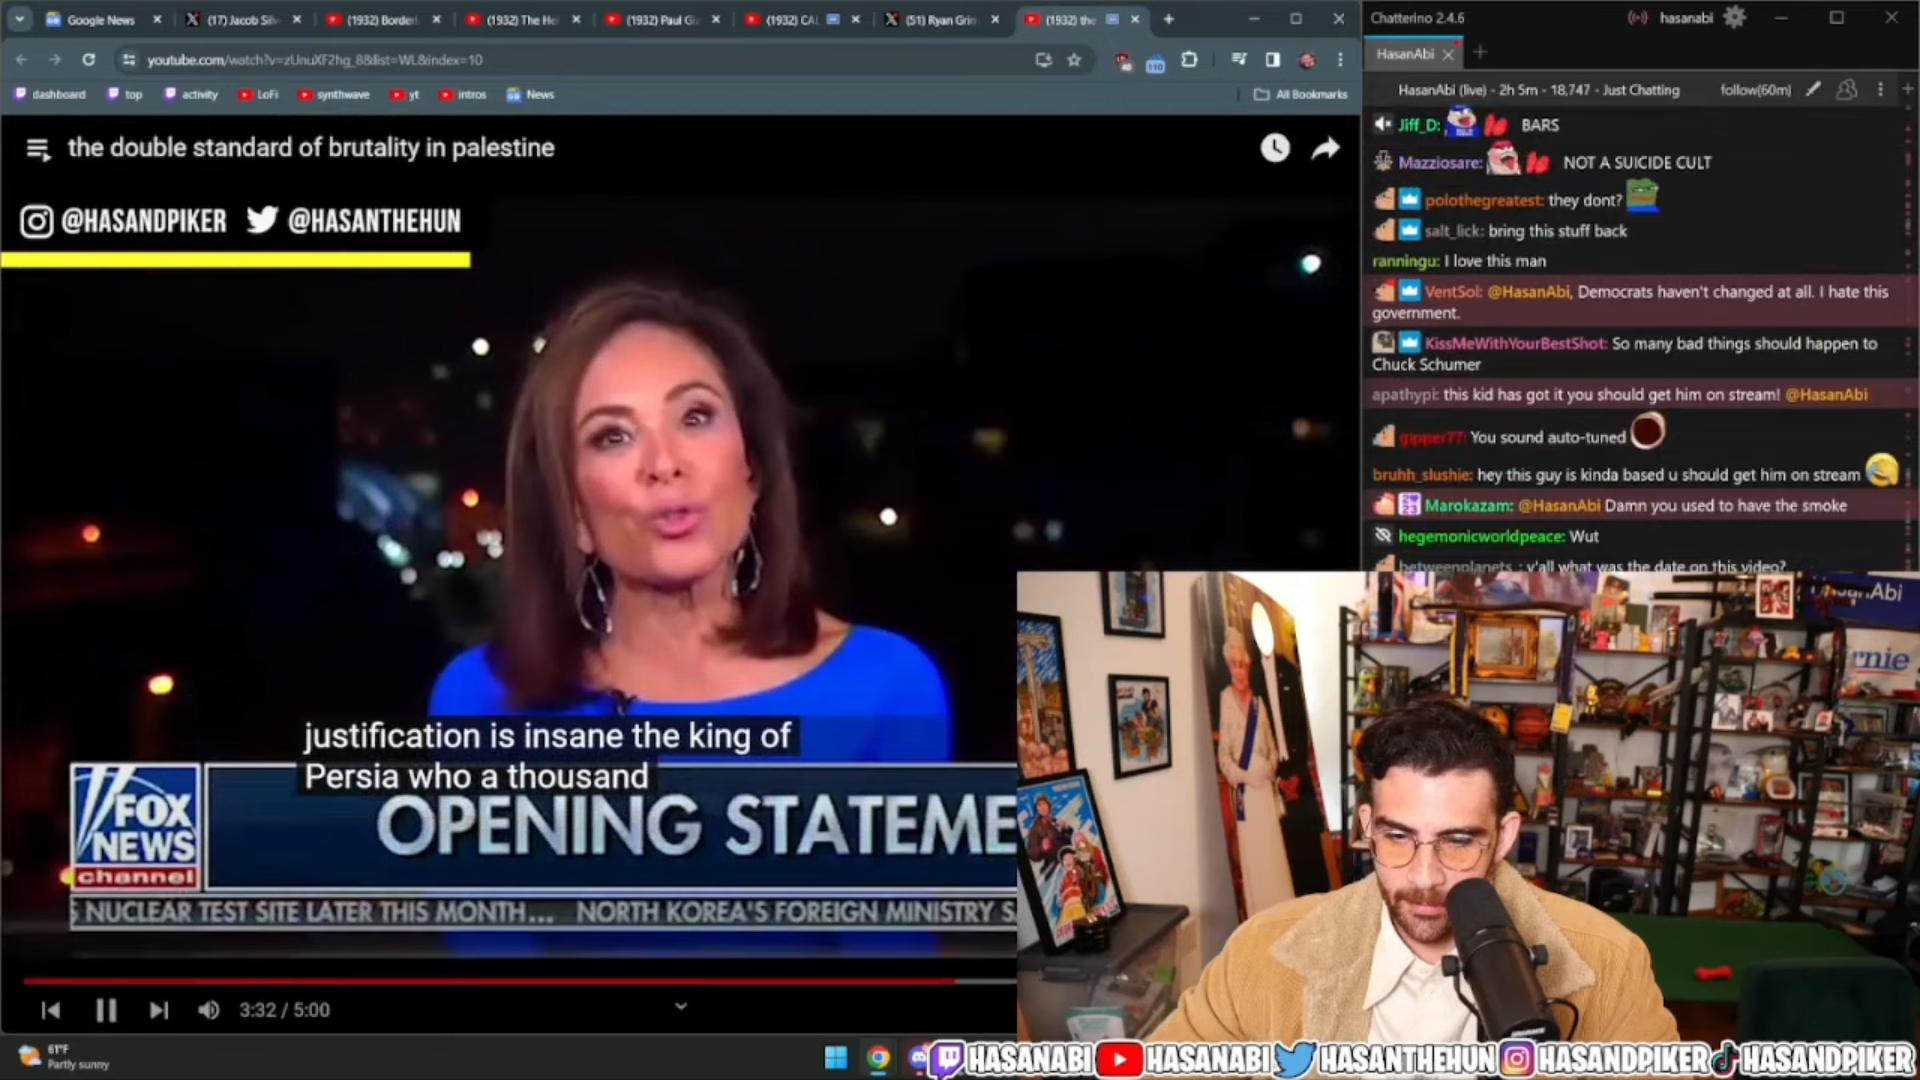 Google News
(17) Jacob Silv
(1932) Borderl
(1932) The He
(1932) Paul Gi
(1932) CAL
(51) Ryan Grim
(1932) the
youtube.com/watch?v=zUnuXF2hg_8&list=WL&index=10
dashboard
top
activity
LoFi
synthwave
yt
intros
News
All Bookmarks
the double standard of brutality in palestine
@HASANDPIKER @HASANTHEHUN
justification is insane the king of
Persia who a thousand
FOX
NEWS
channel
OPENING STATEME
NUCLEAR TEST SITE LATER THIS MONTH... NORTH KOREA'S FOREIGN MINISTRY S
3:32 / 5:00
61°F
Partly sunny
Chatterino 2.4.6
hasanabi
HasanAbi
HasanAbi (live) - 2h 5m - 18,747 - Just Chatting
follow(60m)
Jiff_D: BARS
Mazziosare: NOT A SUICIDE CULT
polothegreatest: they dont?
salt_lick: bring this stuff back
ranningu: I love this man
VentSol: @HasanAbi, Democrats haven't changed at all. I hate this
government.
KissMeWithYourBestShot: So many bad things should happen to
Chuck Schumer
apathypi: this kid has got it you should get him on stream! @HasanAbi
gipper77: You sound auto-tuned
bruhh_slushie: hey this guy is kinda based u should get him on stream
Marokazam: @HasanAbi Damn you used to have the smoke
hegemonicworldpeace: Wut
betweenplanets_: y'all what was the date on this video?
HASANABI HASANABI HASANTHEHUN HASANDPIKER HASANDPIKER